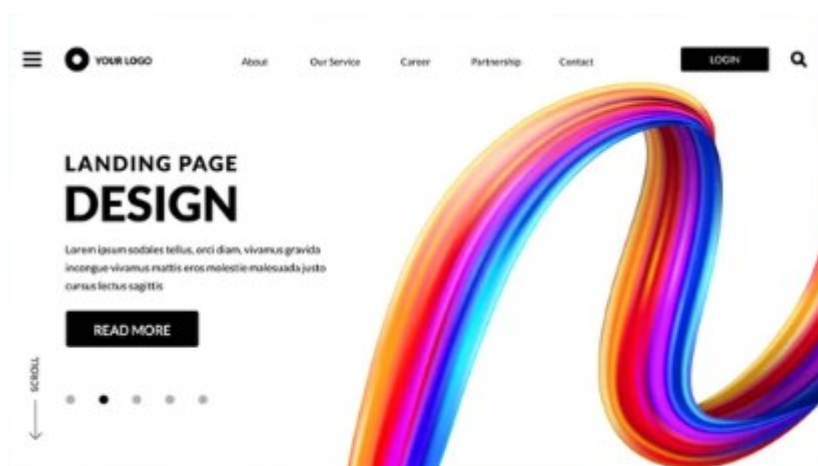 YOUR LOGO
About
Our Service
Career
Partnership
Contact
LOGIN
LANDING PAGE
DESIGN
Lorem ipsum sodales tellus, orci diam, vivamus gravida
incongue vivamus mattis eros molestie malesuada justo
cursus lectus sagittis
READ MORE
SCROLL